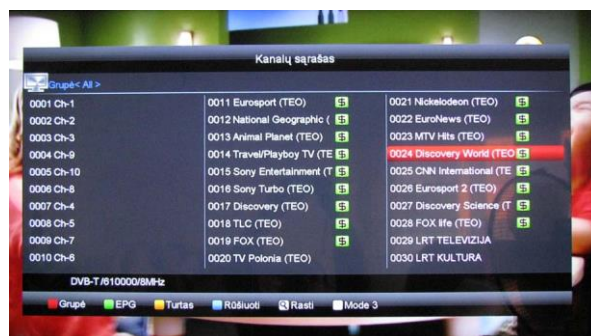 Kanalų sąrašas
Grupė< All >
0001 Ch-1
0002 Ch-2
0003 Ch-3
0004 Ch-9
0005 Ch-10
0006 Ch-8
0007 Ch-4
0008 Ch-5
0009 Ch-7
0010 Ch-6
0011 Eurosport (TEO) $
0012 National Geographic ( $
0013 Animal Planet (TEO) $
0014 Travel/Playboy TV (TE $
0015 Sony Entertainment (T $
0016 Sony Turbo (TEO) $
0017 Discovery (TEO) $
0018 TLC (TEO) $
0019 FOX (TEO) $
0020 TV Polonia (TEO)
0021 Nickelodeon (TEO) $
0022 EuroNews (TEO) $
0023 MTV Hits (TEO) $
0024 Discovery World (TEO $
0025 CNN International (TE $
0026 Eurosport 2 (TEO) $
0027 Discovery Science (T $
0028 FOX life (TEO) $
0029 LRT TELEVIZIJA
0030 LRT KULTURA
DVB-T /610000/8MHz
Grupė EPG Turtas Rūšiuoti Rasti Mode 3